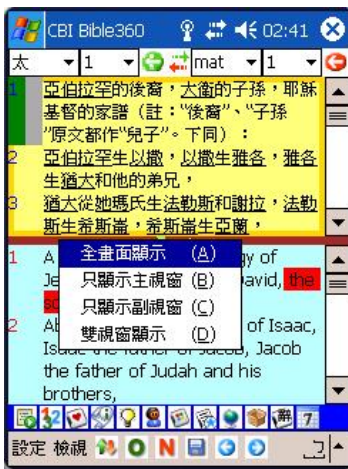 CBI Bible360 02:41
太 1 mat 1
1 亞伯拉罕的後裔，大衛的子孫，耶穌
基督的家譜（註："後裔"、"子孫
"原文都作"兒子"。下同）：
2 亞伯拉罕生以撒，以撒生雅各，雅各
生猶大和他的弟兄，
3 猶大從她瑪氏生法勒斯和謝拉，法勒
斯生希斯崙，希斯崙生亞蘭，
全畫面顯示 (A)
只顯示主視窗 (B)
只顯示副視窗 (C)
雙視窗顯示 (D)
1 A gy of
Je avid, the
2 Ab of Isaac,
Isaac the father of Jacob, Jacob
the father of Judah and his
brothers,
設定 檢視